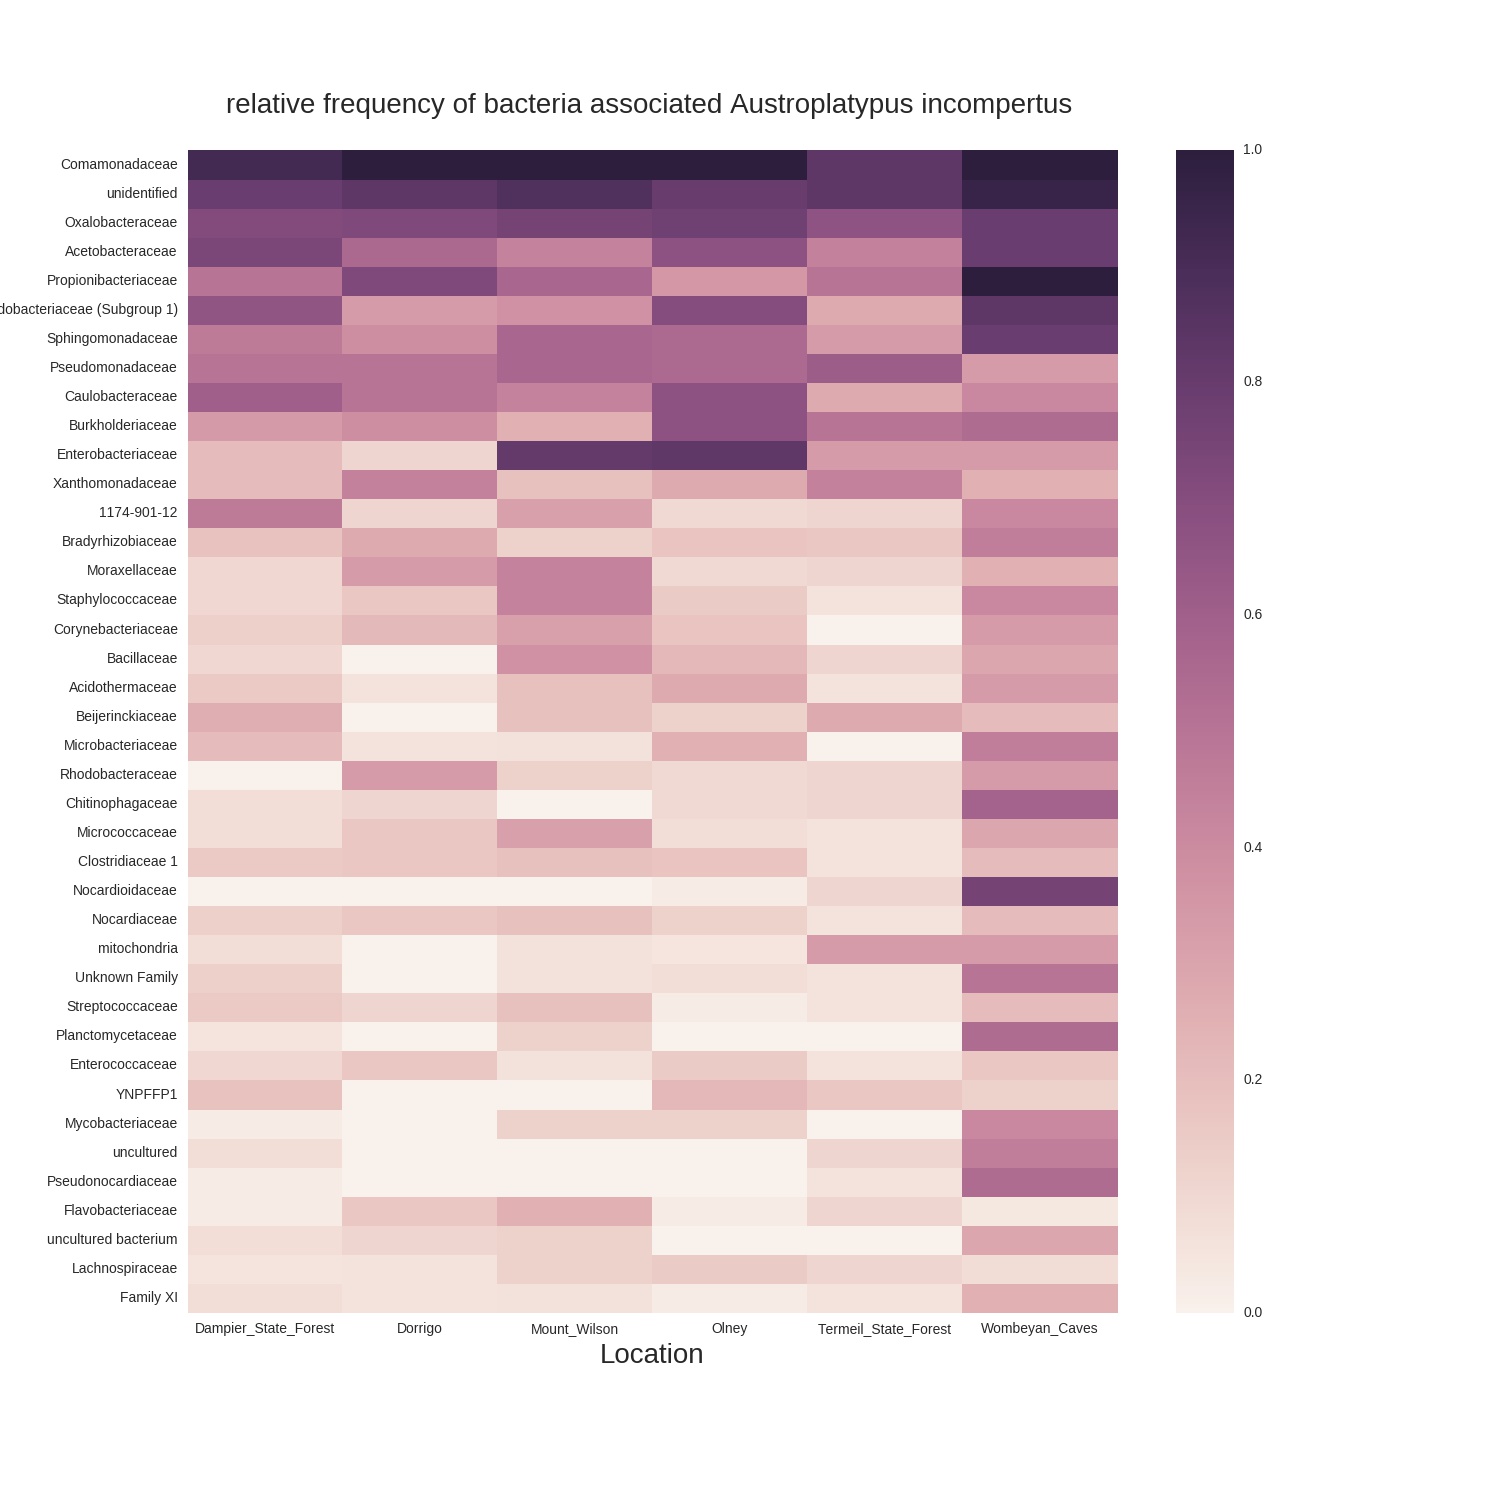 relative frequency of bacteria associated Austroplatypus incompertus
Comamonadaceae
unidentified
Oxalobacteraceae
Acetobacteraceae
Propionibacteriaceae
dobacteriaceae (Subgroup 1)
Sphingomonadaceae
Pseudomonadaceae
Caulobacteraceae
Burkholderiaceae
Enterobacteriaceae
Xanthomonadaceae
1174-901-12
Bradyrhizobiaceae
Moraxellaceae
Staphylococcaceae
Corynebacteriaceae
Bacillaceae
Acidothermaceae
Beijerinckiaceae
Microbacteriaceae
Rhodobacteraceae
Chitinophagaceae
Micrococcaceae
Clostridiaceae 1
Nocardioidaceae
Nocardiaceae
mitochondria
Unknown Family
Streptococcaceae
Planctomycetaceae
Enterococcaceae
YNPFFP1
Mycobacteriaceae
uncultured
Pseudonocardiaceae
Flavobacteriaceae
uncultured bacterium
Lachnospiraceae
Family XI
Dampier_State_Forest Dorrigo Mount_Wilson Olney Termeil_State_Forest Wombeyan_Caves
Location
1.0
0.8
0.6
0.4
0.2
0.0